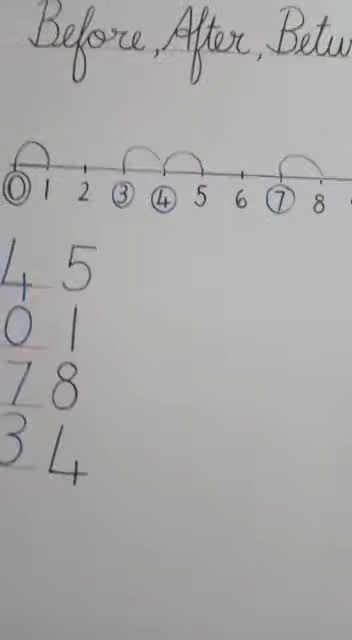 Before, After, Betw
0 1 2 3 4 5 6 7 8
4 5
0 1
7 8
3 4